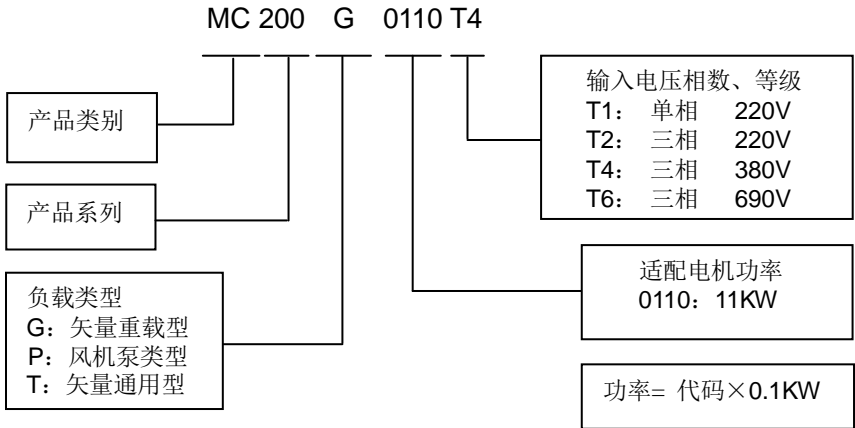 MC 200 G 0110 T4
产品类别
产品系列
负载类型
G：矢量重载型
P：风机泵类型
T：矢量通用型
输入电压相数、等级
T1： 单相 220V
T2： 三相 220V
T4： 三相 380V
T6： 三相 690V
适配电机功率
0110：11KW
功率= 代码×0.1KW